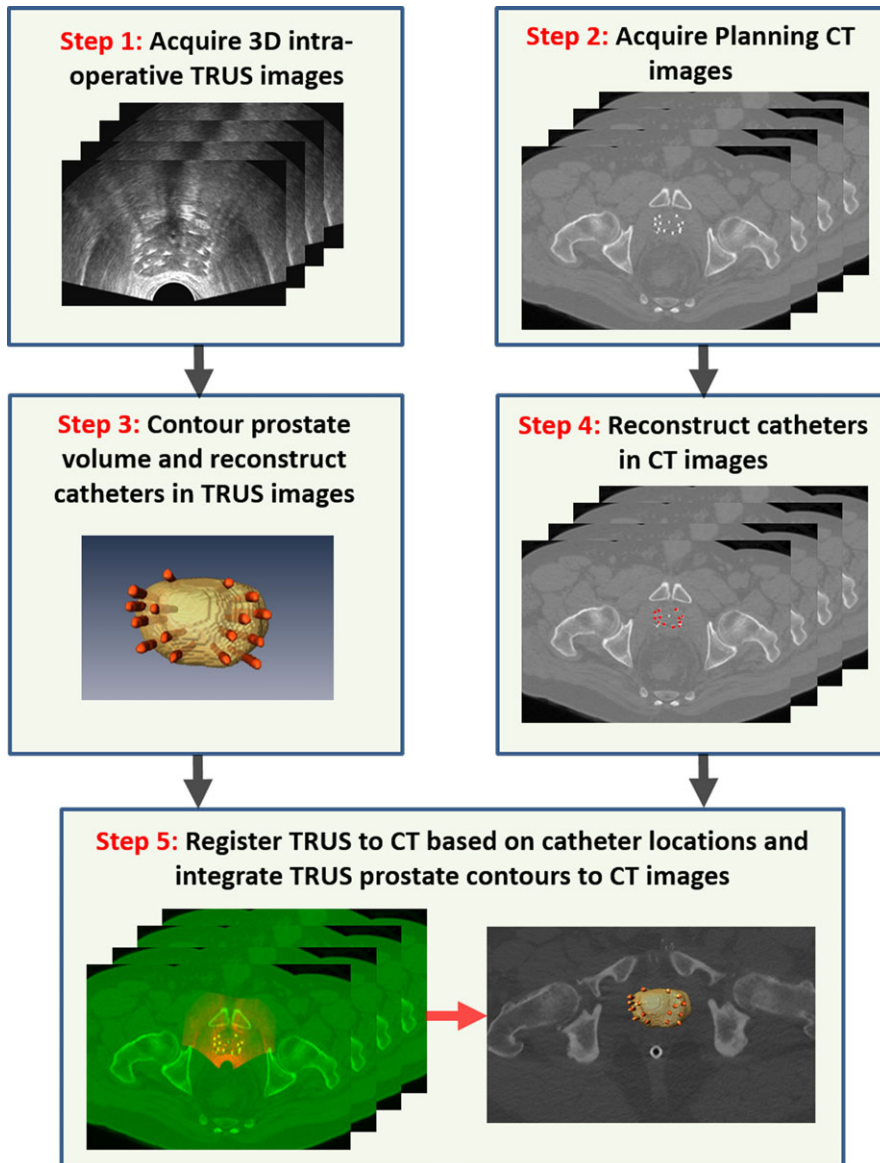 Step 1: Acquire 3D intra-
operative TRUS images
Step 2: Acquire Planning CT
images
Step 3: Contour prostate
volume and reconstruct
catheters in TRUS images
Step 4: Reconstruct catheters
in CT images
Step 5: Register TRUS to CT based on catheter locations and
integrate TRUS prostate contours to CT images